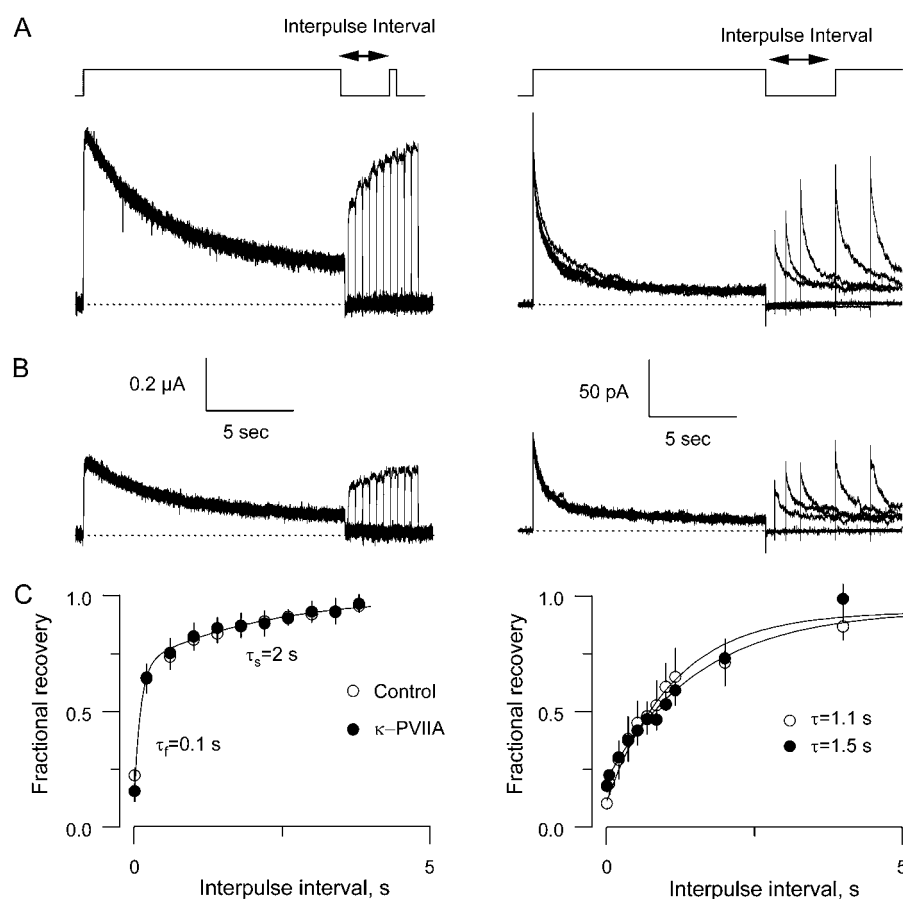 A
Interpulse Interval
Interpulse Interval
B
0.2 µA
5 sec
50 pA
5 sec
C
Fractional recovery
1.0
0.5
0.0
τs=2 s
τf=0.1 s
Control
κ–PVIIA
0
5
Interpulse interval, s
Fractional recovery
1.0
0.5
0.0
τ=1.1 s
τ=1.5 s
0
5
Interpulse interval, s